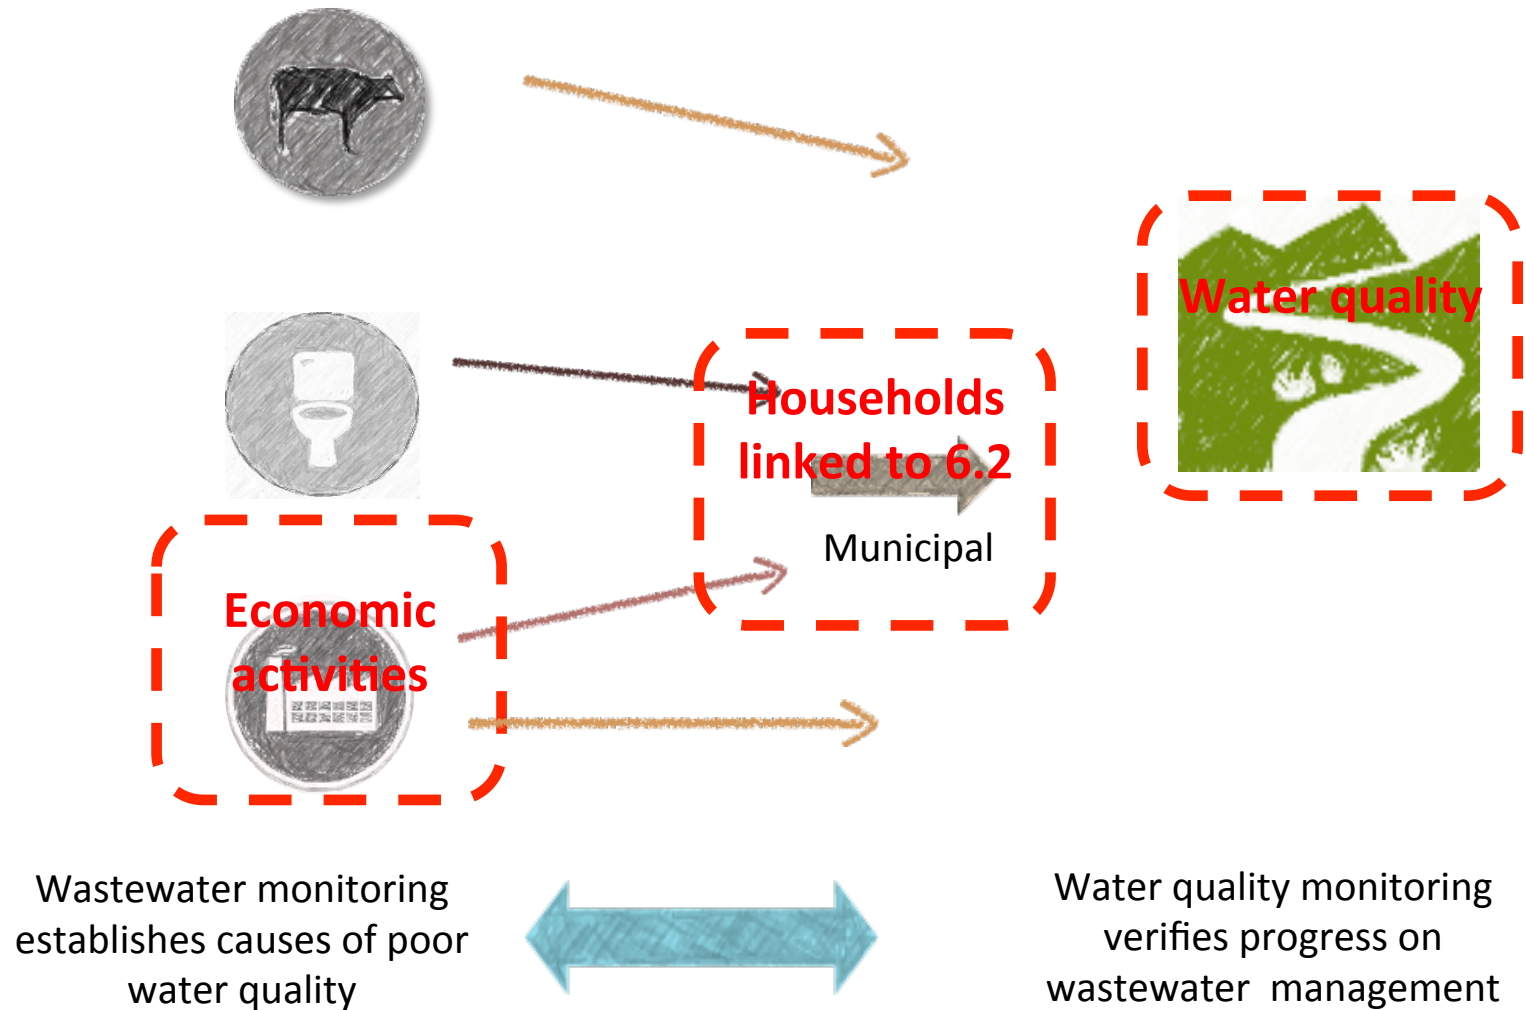 Water quality
Households
linked to 6.2
Municipal
Economic
activities
Wastewater monitoring
establishes causes of poor
water quality
Water quality monitoring
verifies progress on
wastewater management